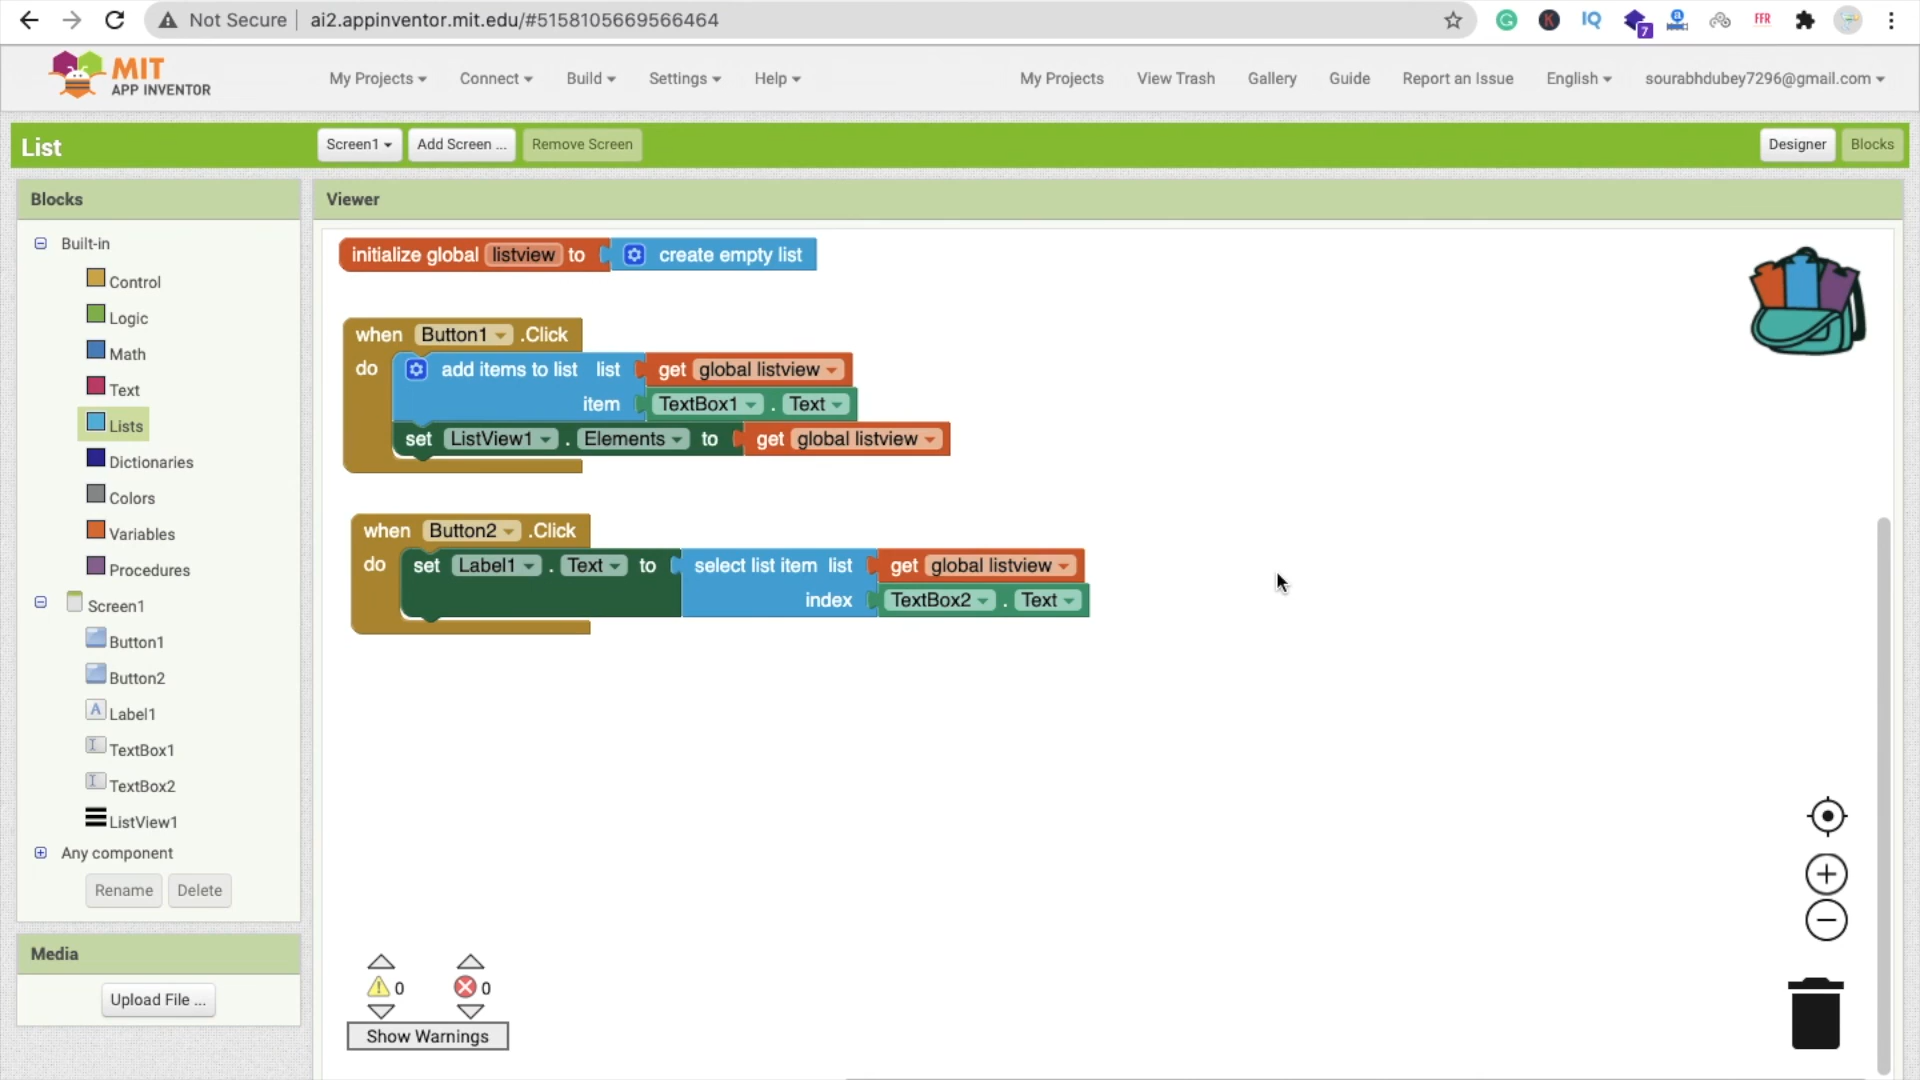 Not Secure ai2.appinventor.mit.edu/#5158105669566464
IQ 7 a FFR
MIT
APP INVENTOR
My Projects Connect Build Settings Help My Projects View Trash Gallery Guide Report an Issue English sourabhdubey7296@gmail.com
List Screen1 Add Screen ... Remove Screen Designer Blocks
Blocks
Built-in
Control
Logic
Math
Text
Lists
Dictionaries
Colors
Variables
Procedures
Screen1
Button1
Button2
A Label1
TextBox1
TextBox2
ListView1
Any component
Rename Delete
Media
Upload File ...
Viewer
initialize global listview to create empty list
when Button1 .Click
do add items to list list get global listview
item TextBox1 . Text
set ListView1 . Elements to get global listview
when Button2 .Click
do set Label1 . Text to select list item list get global listview
index TextBox2 . Text
0 0
Show Warnings